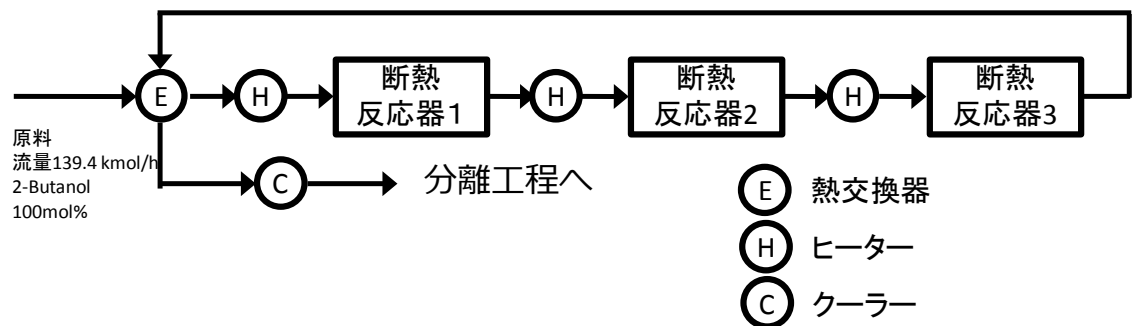 E
H
断熱
反応器1
H
断熱
反応器2
H
断熱
反応器3
原料
流量139.4 kmol/h
2-Butanol
100mol%
C
分離工程へ
E
熱交換器
H
ヒーター
C
クーラー